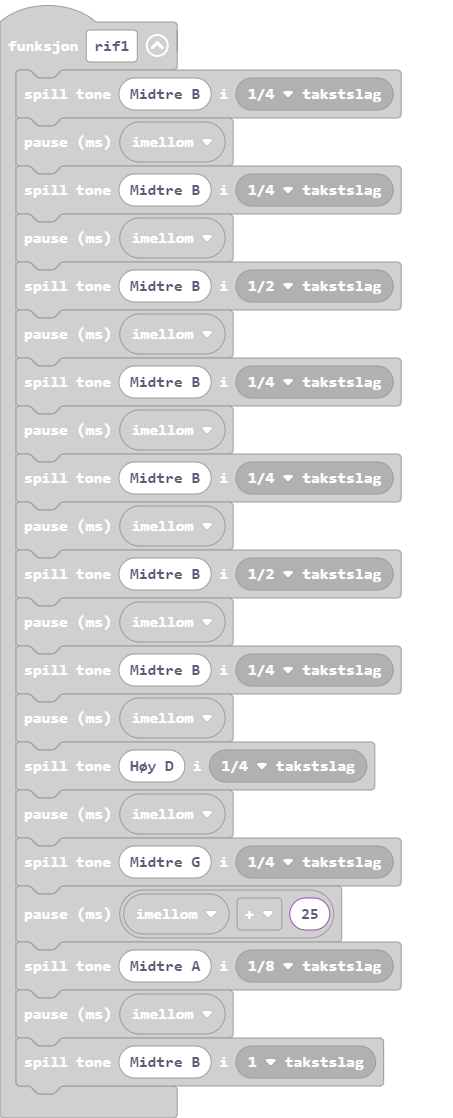 funksjon rif1
spill tone Midtre B i 1/4 takstslag
pause (ms) imellom
spill tone Midtre B i 1/4 takstslag
pause (ms) imellom
spill tone Midtre B i 1/2 takstslag
pause (ms) imellom
spill tone Midtre B i 1/4 takstslag
pause (ms) imellom
spill tone Midtre B i 1/4 takstslag
pause (ms) imellom
spill tone Midtre B i 1/2 takstslag
pause (ms) imellom
spill tone Midtre B i 1/4 takstslag
pause (ms) imellom
spill tone Høy D i 1/4 takstslag
pause (ms) imellom
spill tone Midtre G i 1/4 takstslag
pause (ms) imellom + 25
spill tone Midtre A i 1/8 takstslag
pause (ms) imellom
spill tone Midtre B i 1 takstslag